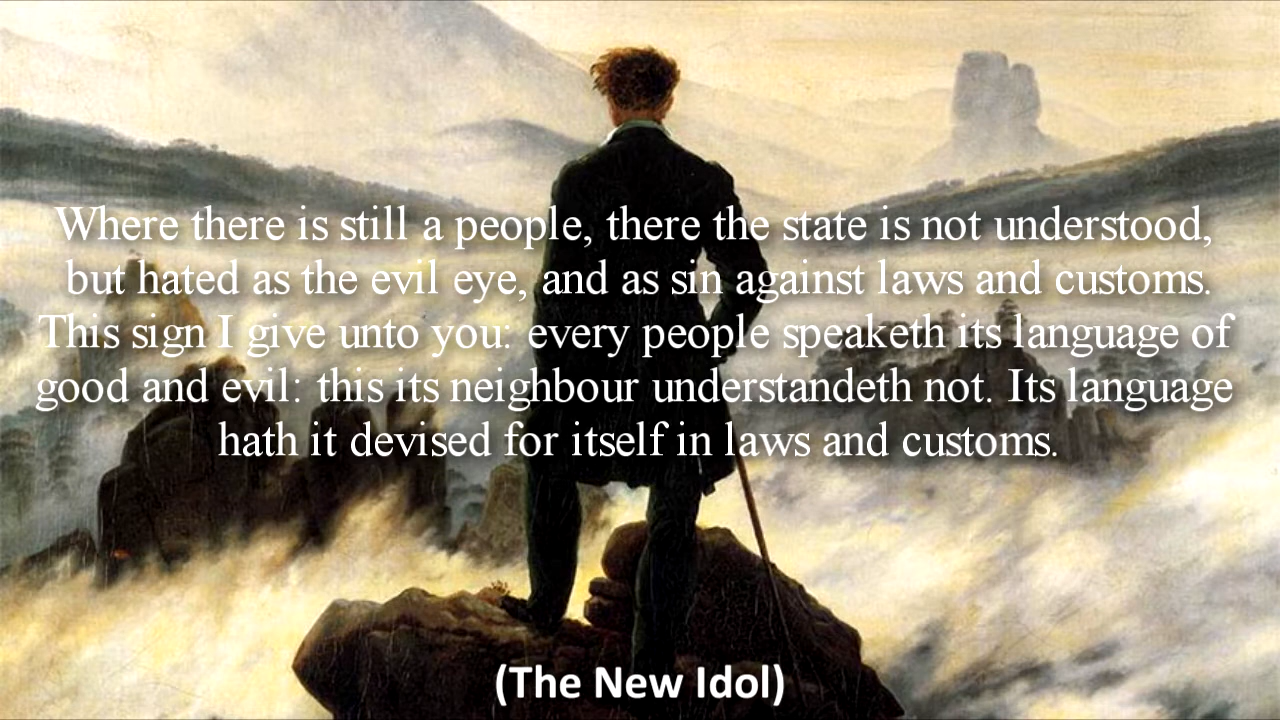 Where there is still a people, there the state is not understood,
but hated as the evil eye, and as sin against laws and customs.
This sign I give unto you: every people speaketh its language of
good and evil: this its neighbour understandeth not. Its language
hath it devised for itself in laws and customs.
(The New Idol)